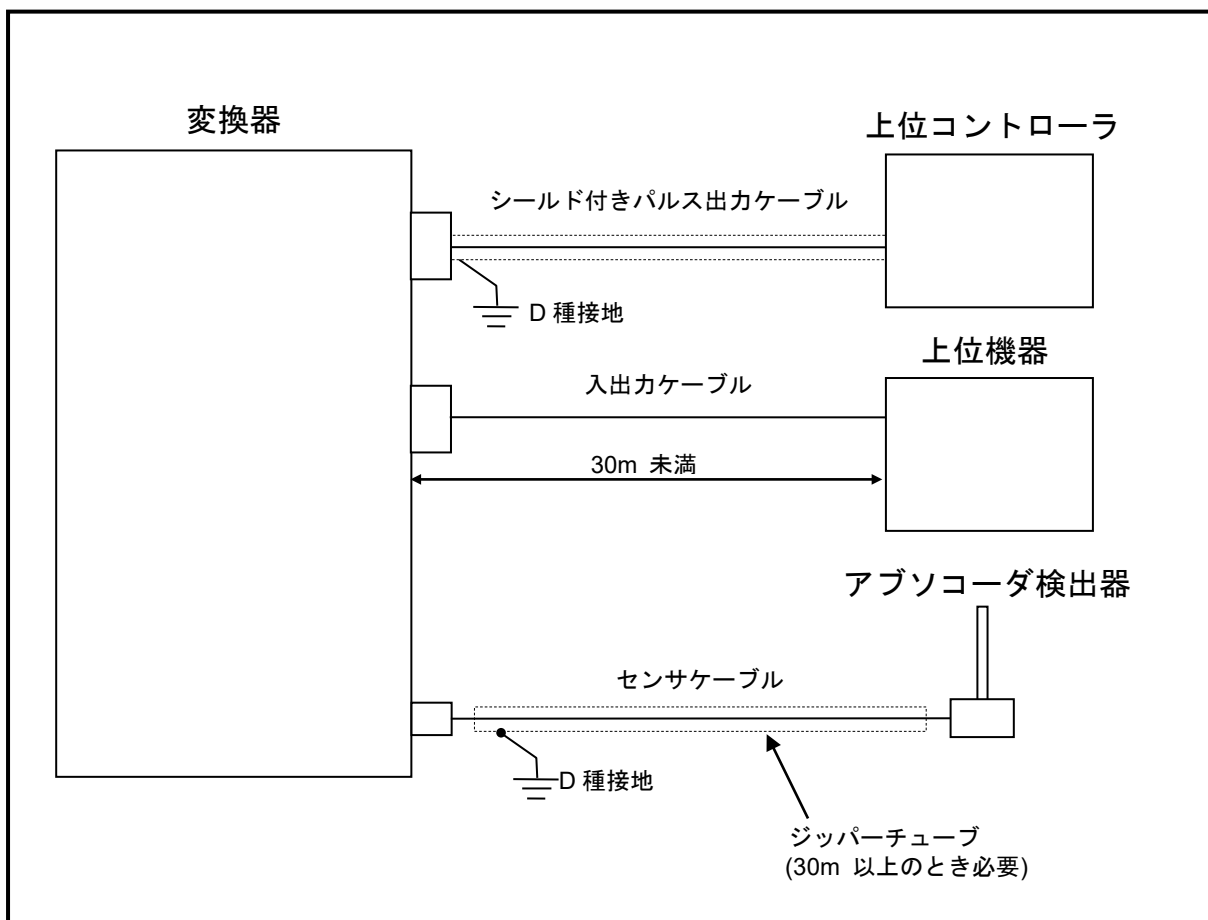 変換器
上位コントローラ
シールド付きパルス出力ケーブル
D 種接地
上位機器
入出力ケーブル
30m 未満
アブソコーダ検出器
センサケーブル
D 種接地
ジッパーチューブ
(30m 以上のとき必要)